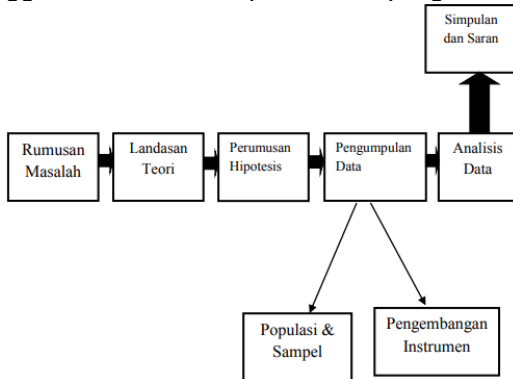 Simpulan
dan Saran
Rumusan
Masalah
Landasan
Teori
Perumusan
Hipotesis
Pengumpulan
Data
Analisis
Data
Populasi &
Sampel
Pengembangan
Instrumen